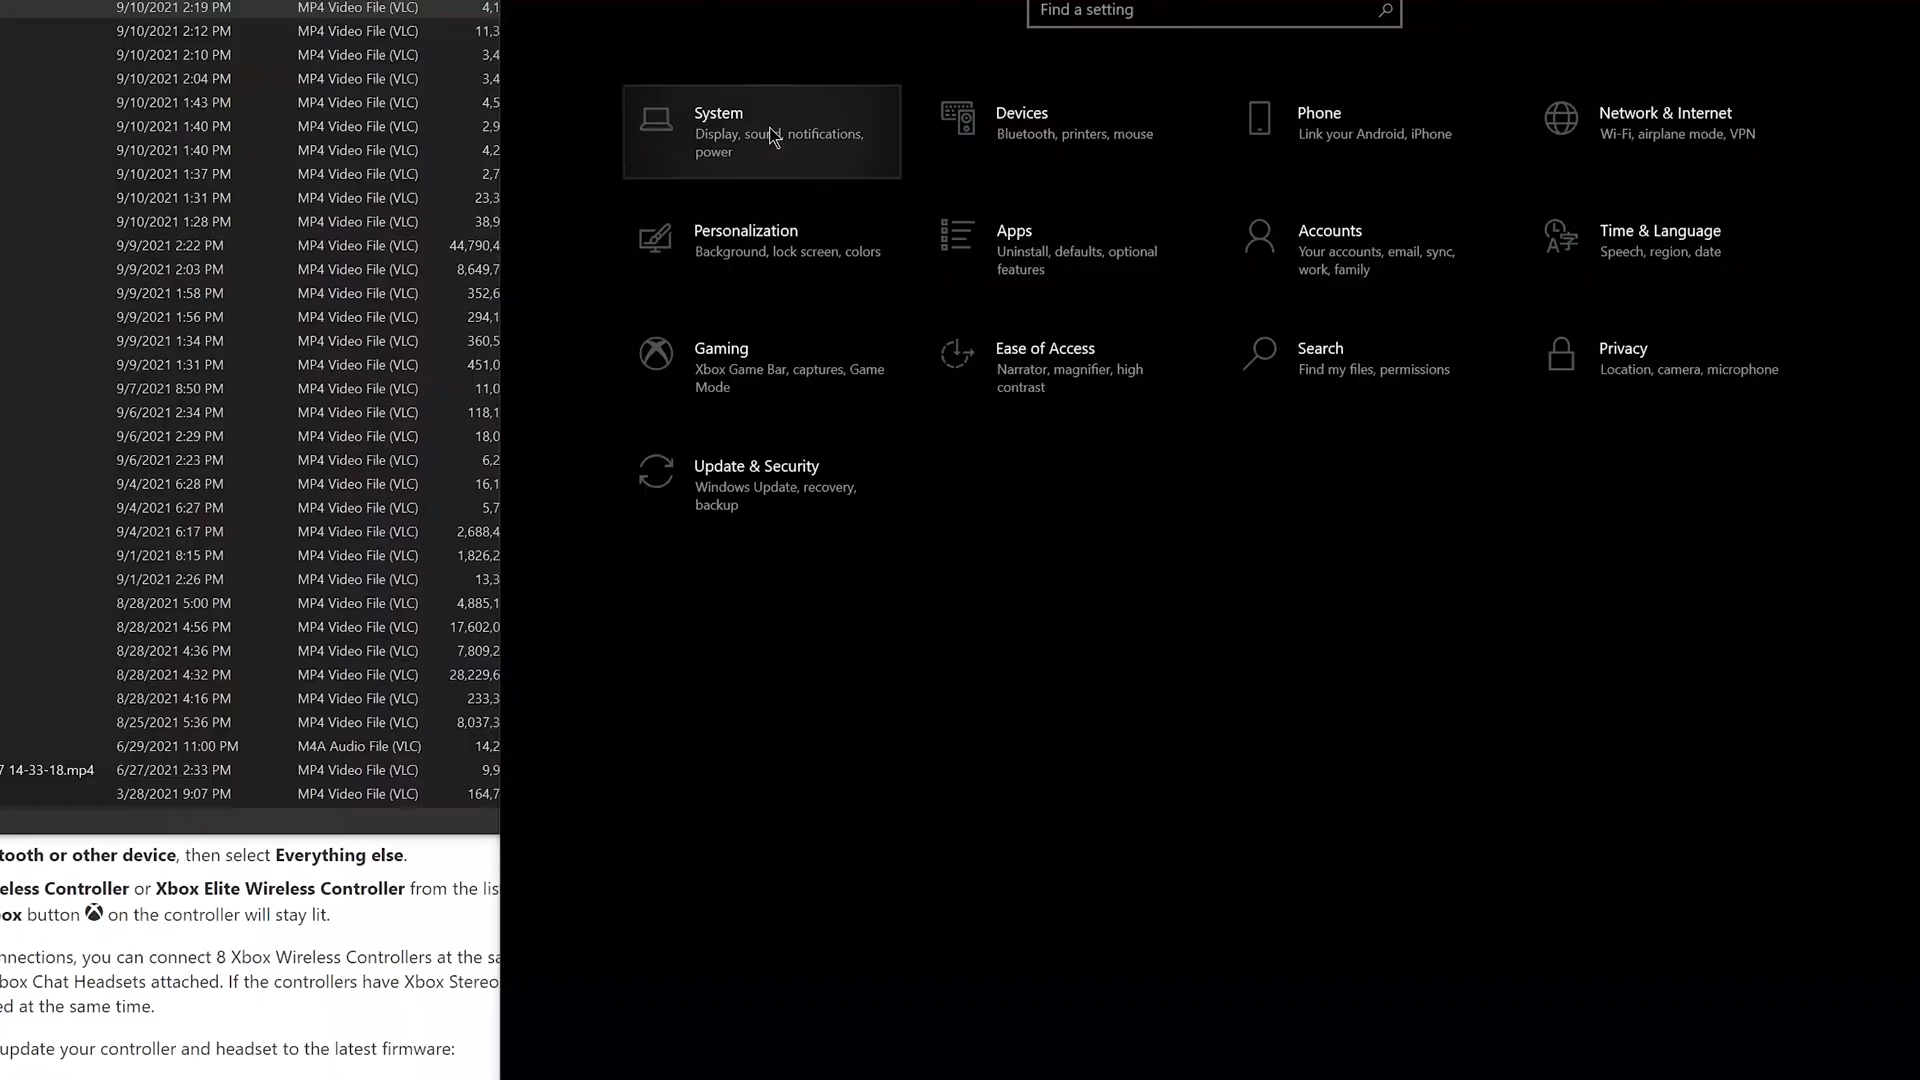 9/10/2021 2:19 PM MP4 Video File (VLC) 4,1
9/10/2021 2:12 PM MP4 Video File (VLC) 11,3
9/10/2021 2:10 PM MP4 Video File (VLC) 3,4
9/10/2021 2:04 PM MP4 Video File (VLC) 3,4
9/10/2021 1:43 PM MP4 Video File (VLC) 4,5
9/10/2021 1:40 PM MP4 Video File (VLC) 2,9
9/10/2021 1:40 PM MP4 Video File (VLC) 4,2
9/10/2021 1:37 PM MP4 Video File (VLC) 2,7
9/10/2021 1:31 PM MP4 Video File (VLC) 23,3
9/10/2021 1:28 PM MP4 Video File (VLC) 38,9
9/9/2021 2:22 PM MP4 Video File (VLC) 44,790,4
9/9/2021 2:03 PM MP4 Video File (VLC) 8,649,7
9/9/2021 1:58 PM MP4 Video File (VLC) 352,6
9/9/2021 1:56 PM MP4 Video File (VLC) 294,1
9/9/2021 1:34 PM MP4 Video File (VLC) 360,5
9/9/2021 1:31 PM MP4 Video File (VLC) 451,0
9/7/2021 8:50 PM MP4 Video File (VLC) 11,0
9/6/2021 2:34 PM MP4 Video File (VLC) 118,1
9/6/2021 2:29 PM MP4 Video File (VLC) 18,0
9/6/2021 2:23 PM MP4 Video File (VLC) 6,2
9/4/2021 6:28 PM MP4 Video File (VLC) 16,1
9/4/2021 6:27 PM MP4 Video File (VLC) 5,7
9/4/2021 6:17 PM MP4 Video File (VLC) 2,688,4
9/1/2021 8:15 PM MP4 Video File (VLC) 1,826,2
9/1/2021 2:26 PM MP4 Video File (VLC) 13,3
8/28/2021 5:00 PM MP4 Video File (VLC) 4,885,1
8/28/2021 4:56 PM MP4 Video File (VLC) 17,602,0
8/28/2021 4:36 PM MP4 Video File (VLC) 7,809,2
8/28/2021 4:32 PM MP4 Video File (VLC) 28,229,6
8/28/2021 4:16 PM MP4 Video File (VLC) 233,3
8/25/2021 5:36 PM MP4 Video File (VLC) 8,037,3
6/29/2021 11:00 PM M4A Audio File (VLC) 14,2
7 14-33-18.mp4 6/27/2021 2:33 PM MP4 Video File (VLC) 9,9
3/28/2021 9:07 PM MP4 Video File (VLC) 164,7
tooth or other device, then select Everything else.
eless Controller or Xbox Elite Wireless Controller from the lis
ox button on the controller will stay lit.
nnections, you can connect 8 Xbox Wireless Controllers at the sa
box Chat Headsets attached. If the controllers have Xbox Stereo
ed at the same time.
update your controller and headset to the latest firmware:
Find a setting
System
Display, sound, notifications,
power
Devices
Bluetooth, printers, mouse
Phone
Link your Android, iPhone
Network & Internet
Wi-Fi, airplane mode, VPN
Personalization
Background, lock screen, colors
Apps
Uninstall, defaults, optional
features
Accounts
Your accounts, email, sync,
work, family
Time & Language
Speech, region, date
Gaming
Xbox Game Bar, captures, Game
Mode
Ease of Access
Narrator, magnifier, high
contrast
Search
Find my files, permissions
Privacy
Location, camera, microphone
Update & Security
Windows Update, recovery,
backup